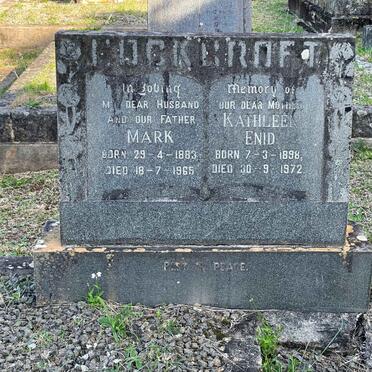 COCKCROFT
In Loving Memory of
MY DEAR HUSBAND
AND OUR FATHER
MARK
BORN 29-4-1883
DIED 18-7-1965
OUR DEAR MOTHER
KATHLEEN
ENID
BORN 7-3-1898
DIED 30-9-1972
REST IN PEACE.